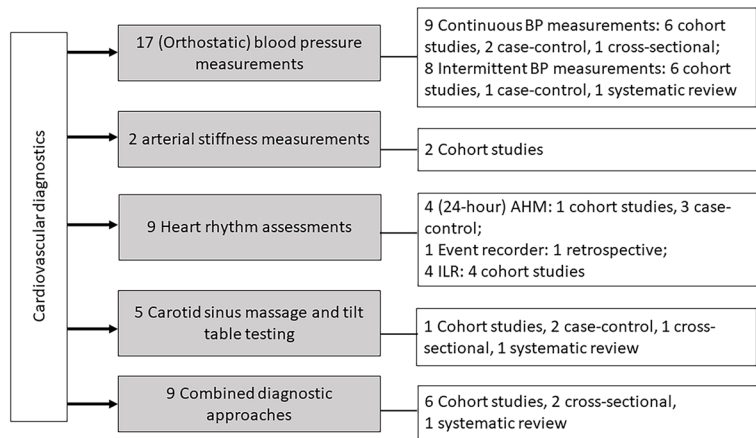 Cardiovascular diagnostics
17 (Orthostatic) blood pressure
measurements
9 Continuous BP measurements: 6 cohort
studies, 2 case-control, 1 cross-sectional;
8 Intermittent BP measurements: 6 cohort
studies, 1 case-control, 1 systematic review
2 arterial stiffness measurements
2 Cohort studies
9 Heart rhythm assessments
4 (24-hour) AHM: 1 cohort studies, 3 case-
control;
1 Event recorder: 1 retrospective;
4 ILR: 4 cohort studies
5 Carotid sinus massage and tilt
table testing
1 Cohort studies, 2 case-control, 1 cross-
sectional, 1 systematic review
9 Combined diagnostic
approaches
6 Cohort studies, 2 cross-sectional,
1 systematic review